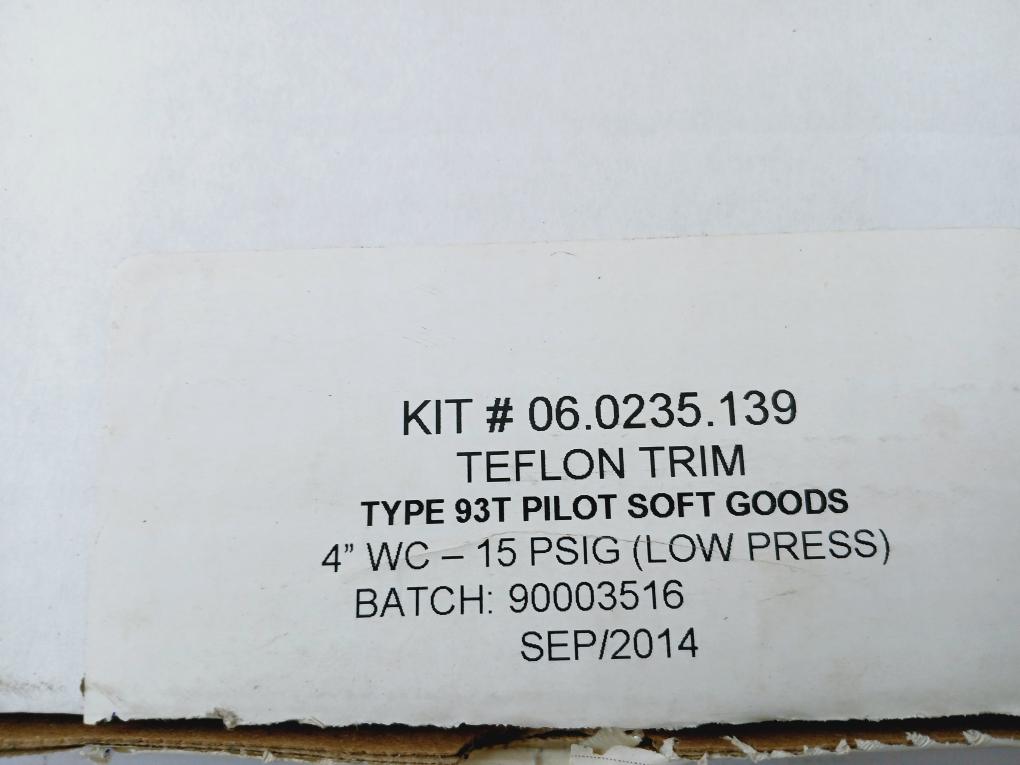 KIT # 06.0235.139
TEFLON TRIM
TYPE 93T PILOT SOFT GOODS
4” WC – 15 PSIG (LOW PRESS)
BATCH: 90003516
SEP/2014